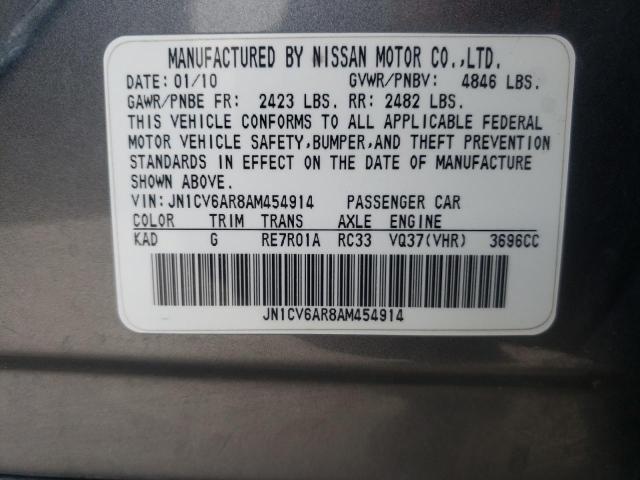 MANUFACTURED BY NISSAN MOTOR CO.,LTD.
DATE: 01/10 GVWR/PNBV: 4846 LBS.
GAWR/PNBE FR: 2423 LBS. RR: 2482 LBS.
THIS VEHICLE CONFORMS TO ALL APPLICABLE FEDERAL
MOTOR VEHICLE SAFETY,BUMPER,AND THEFT PREVENTION
STANDARDS IN EFFECT ON THE DATE OF MANUFACTURE
SHOWN ABOVE.
VIN: JN1CV6AR8AM454914 PASSENGER CAR
COLOR TRIM TRANS AXLE ENGINE
KAD G RE7R01A RC33 VQ37(VHR) 3696CC
JN1CV6AR8AM454914